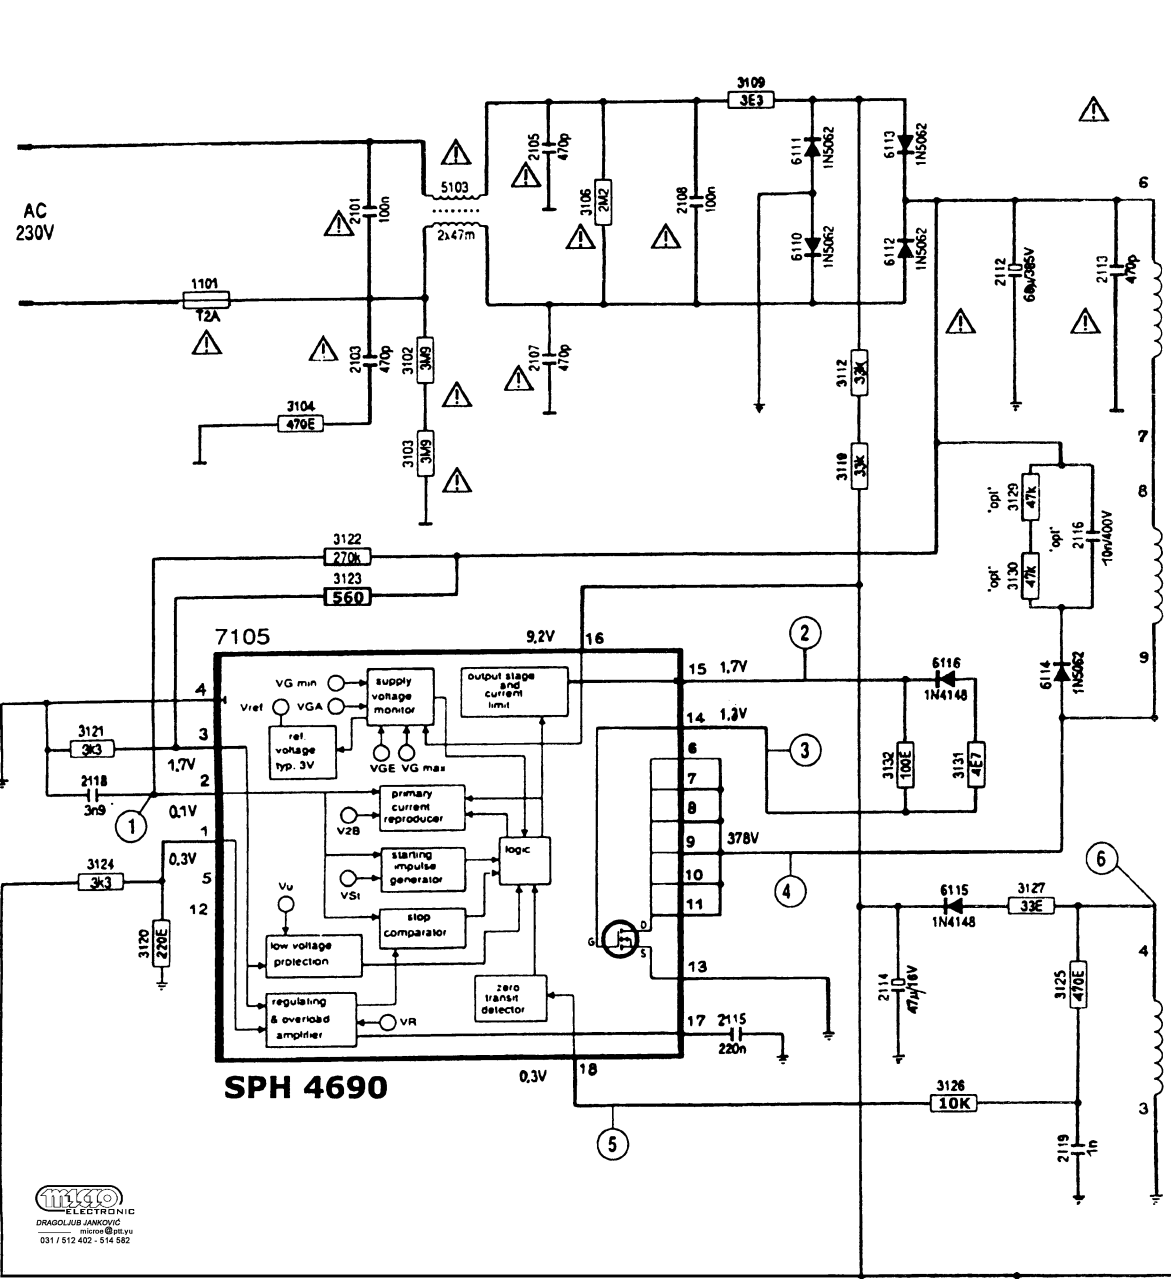 3109
3E3
6111
1N5062
6113
1N5062
2105
470p
5103
2x47m
3106
2M2
2108
100n
2101
100n
6110
1N5062
6112
1N5062
2112
68µ/385V
2113
470p
6
AC
230V
1101
T2A
2103
470p
3102
3M9
2107
470p
3112
33K
3104
470E
3103
3M9
3119
33k
7
8
'opt'
3129
47k
'opt'
2116
10n/400V
'opt'
3130
47k
3122
270k
3123
560
7105
9,2V
16
2
9
6114
1N5062
15
1,7V
6116
1N4148
4
VG min
supply
voltage
monitor
output stage
and
current
limit
Vref
VGA
14
1,3V
3
3121
3k3
3
ref.
voltage
typ. 3V
VGE
VG max
6
3132
100E
3131
4E7
1,7V
2118
3n9
2
7
1
0,1V
primary
current
reproducer
V2B
8
1
0,3V
logic
9
378V
6
3124
3k3
5
starting
impulse
generator
VSt
10
4
Vu
12
stop
comparator
11
6115
1N4148
3127
33E
3120
220E
low voltage
protection
G
D
S
4
13
2114
47µ/16V
3125
470E
regulating
& overload
amplifier
VR
zero
transit
detector
17
2115
220n
0,3V
18
SPH 4690
3126
10K
3
5
2119
1n
micro
ELECTRONIC
DRAGOLJUB JANKOVIĆ
microe@ptt.yu
031 / 512 402 - 514 582